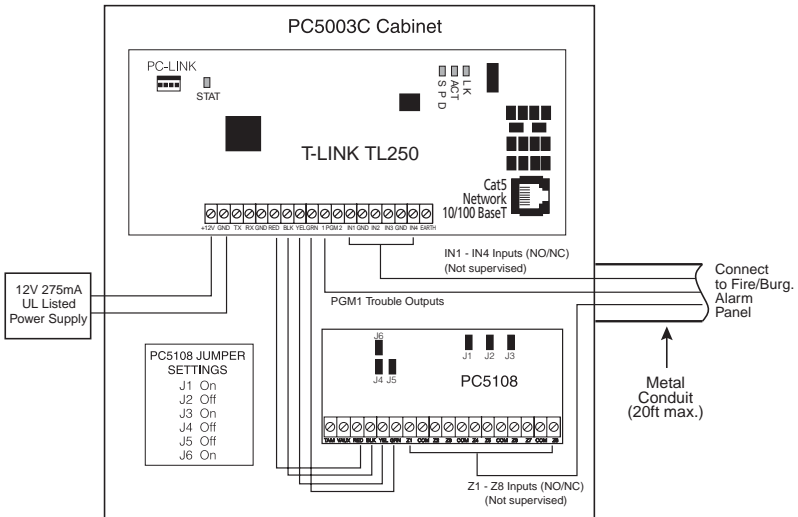 PC5003C Cabinet
PC-LINK
STAT
S P D
ACT
L K
T-LINK TL250
Cat5
Network
10/100 BaseT
+12V GND TX RX GND RED BLK YEL GRN 1 PGM 2 IN1 GND IN2 IN3 GND IN4 EARTH
IN1 - IN4 Inputs (NO/NC)
(Not supervised)
PGM1 Trouble Outputs
12V 275mA
UL Listed
Power Supply
Connect
to Fire/Burg.
Alarm
Panel
Metal
Conduit
(20ft max.)
PC5108 JUMPER
SETTINGS
J1 On
J2 Off
J3 On
J4 Off
J5 Off
J6 On
J6
J4 J5
J1 J2 J3
PC5108
TAM VAUX RED BLK YEL GRN Z1 COM Z2 Z3 COM Z4 Z5 COM Z6 Z7 COM Z8
Z1 - Z8 Inputs (NO/NC)
(Not supervised)